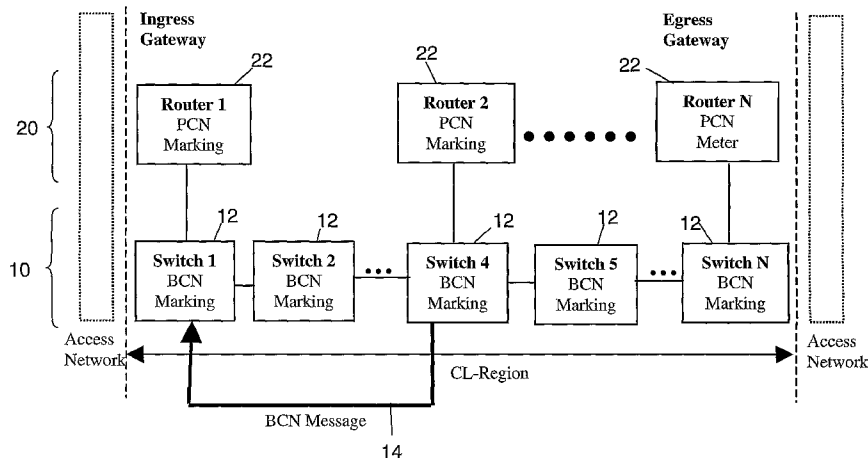 Ingress
Gateway
Egress
Gateway
22
22
22
20
Router 1
PCN
Marking
Router 2
PCN
Marking
Router N
PCN
Meter
12
12
12
12
12
10
Switch 1
BCN
Marking
Switch 2
BCN
Marking
Switch 4
BCN
Marking
Switch 5
BCN
Marking
Switch N
BCN
Marking
Access
Network
Access
Network
CL-Region
BCN Message
14